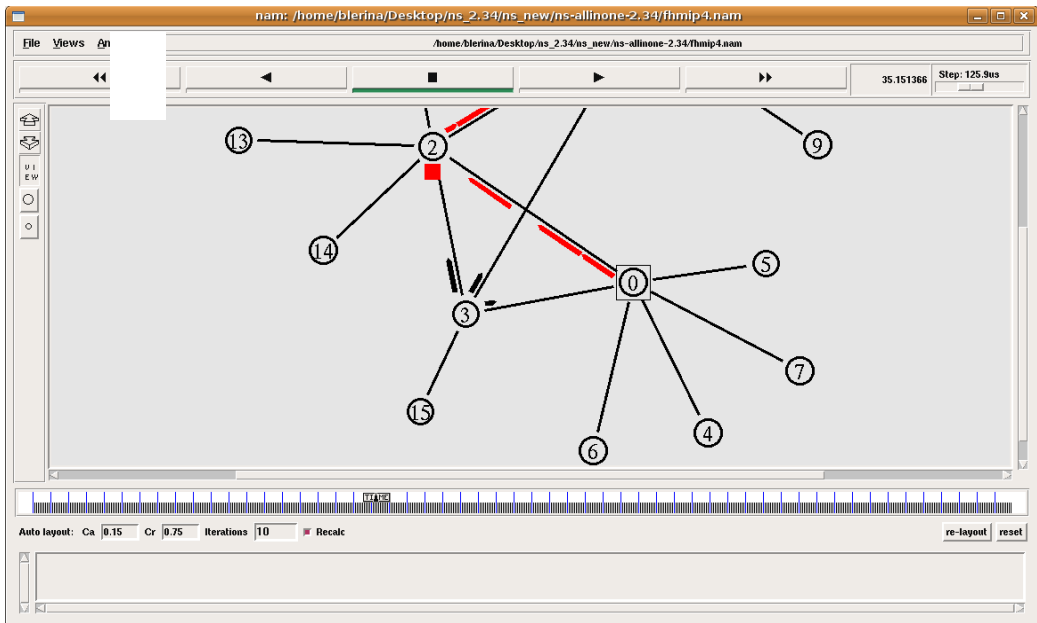 nam: /home/blerina/Desktop/ns_2.34/ns_new/ns-allinone-2.34/fhmip4.nam
File Views An /home/blerina/Desktop/ns_2.34/ns_new/ns-allinone-2.34/fhmip4.nam
35.151366 Step: 125.9us
VIEW
13
2
9
14
5
0
3
7
15
4
6
TIME
Auto layout: Ca 0.15 Cr 0.75 Iterations 10 Recalc re-layout reset